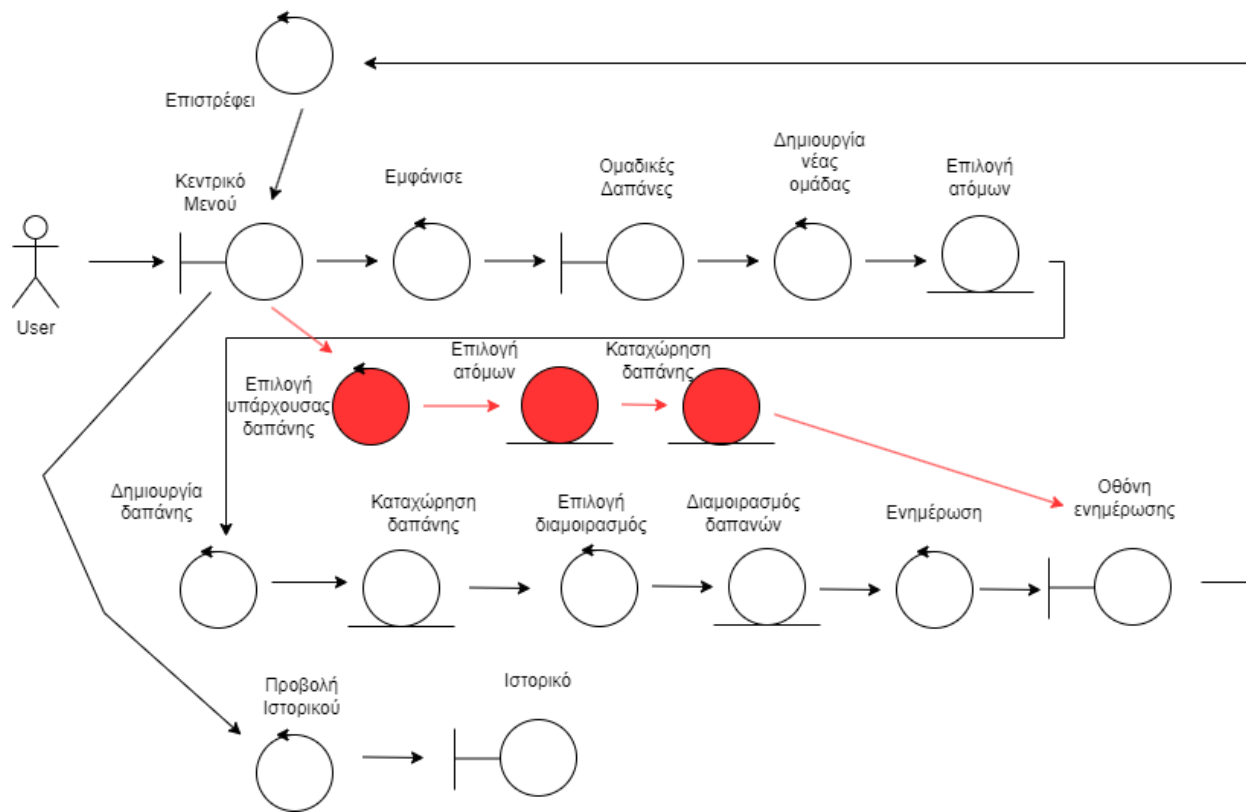 Επιστρέφει
Κεντρικό
Μενού
Εμφάνισε
Ομαδικές
Δαπάνες
Δημιουργία
νέας
ομάδας
Επιλογή
ατόμων
User
Επιλογή
υπάρχουσας
δαπάνης
Επιλογή
ατόμων
Καταχώρηση
δαπάνης
Δημιουργία
δαπάνης
Καταχώρηση
δαπάνης
Επιλογή
διαμοιρασμός
Διαμοιρασμός
δαπανών
Ενημέρωση
Οθόνη
ενημέρωσης
Προβολή
Ιστορικού
Ιστορικό